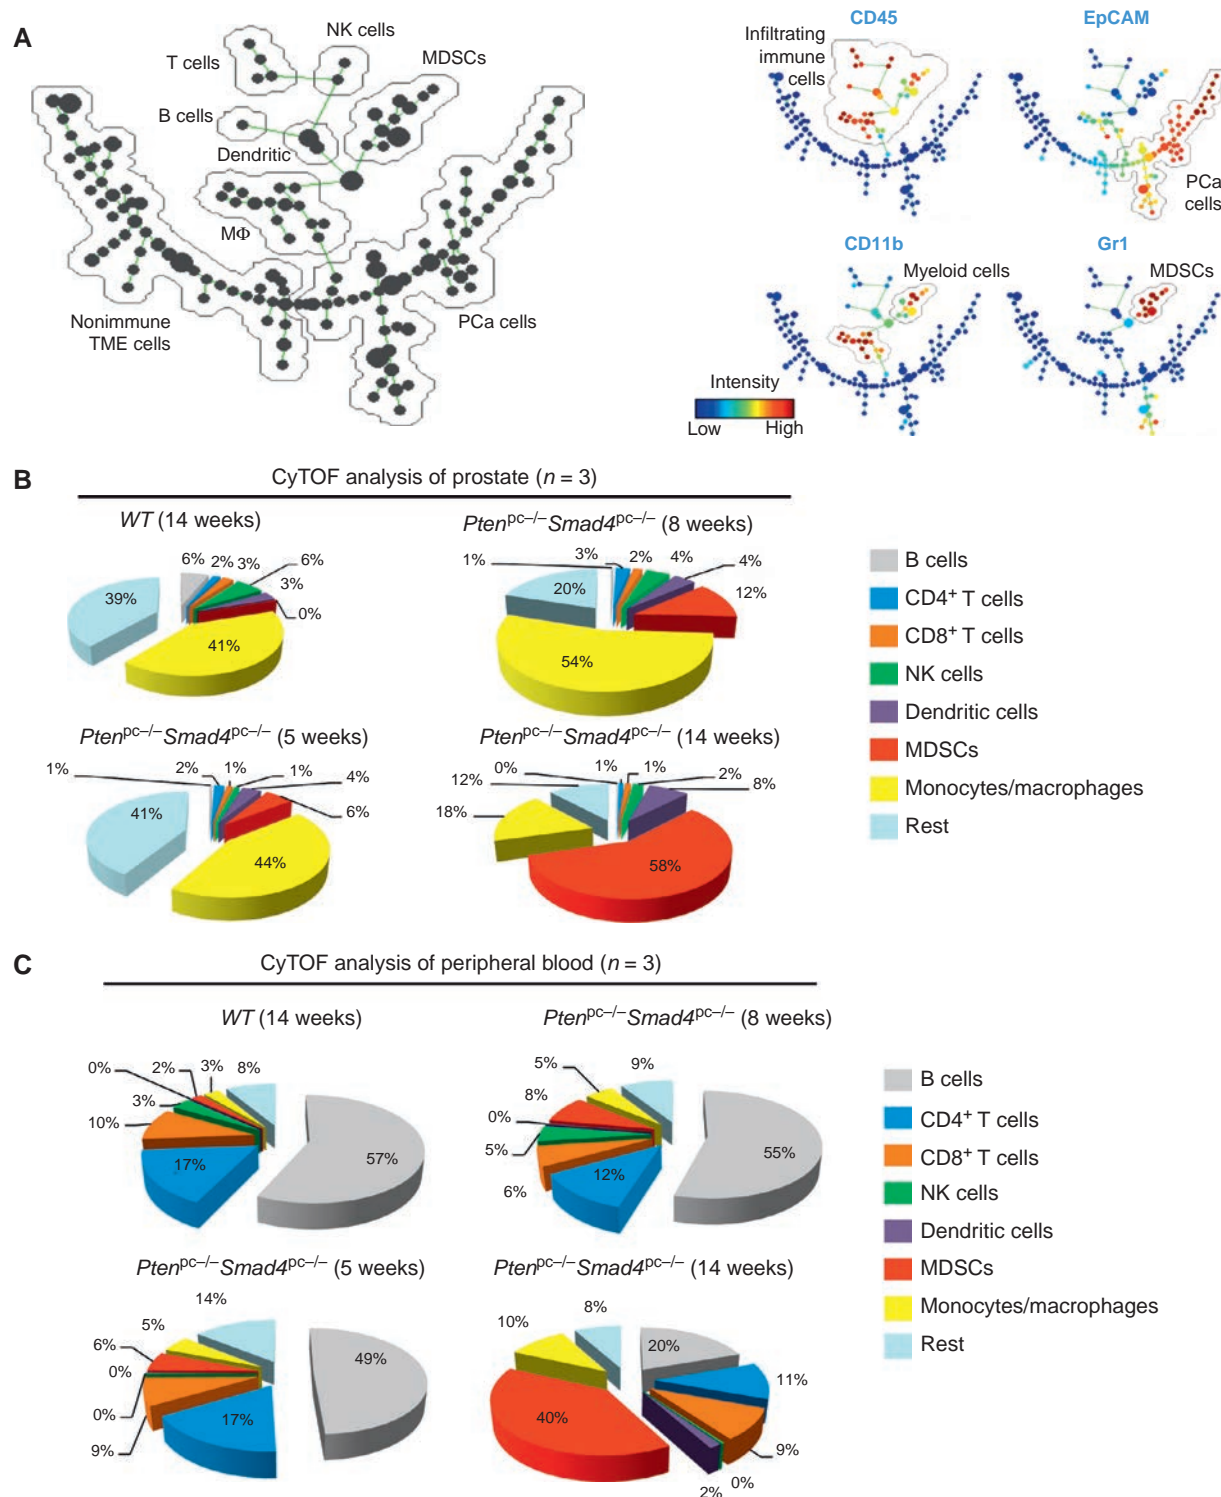 A
NK cells
T cells
MDSCs
B cells
Dendritic
MΦ
Nonimmune
TME cells
PCa cells
CD45
Infiltrating
immune
cells
EpCAM
PCa
cells
CD11b
Myeloid cells
Gr1
MDSCs
Intensity
Low
High
B
CyTOF analysis of prostate (n = 3)
WT (14 weeks)
6%
2%
3%
6%
3%
0%
41%
39%
Ptenpc–/–Smad4pc–/– (8 weeks)
1%
3%
2%
4%
4%
12%
54%
20%
Ptenpc–/–Smad4pc–/– (5 weeks)
1%
2%
1%
1%
4%
6%
44%
41%
Ptenpc–/–Smad4pc–/– (14 weeks)
0%
1%
1%
2%
8%
58%
18%
12%
B cells
CD4+ T cells
CD8+ T cells
NK cells
Dendritic cells
MDSCs
Monocytes/macrophages
Rest
C
CyTOF analysis of peripheral blood (n = 3)
WT (14 weeks)
0%
2%
3%
8%
3%
10%
17%
57%
Ptenpc–/–Smad4pc–/– (8 weeks)
5%
9%
8%
0%
5%
6%
12%
55%
Ptenpc–/–Smad4pc–/– (5 weeks)
14%
5%
6%
0%
0%
9%
17%
49%
Ptenpc–/–Smad4pc–/– (14 weeks)
8%
10%
20%
11%
40%
9%
0%
2%
B cells
CD4+ T cells
CD8+ T cells
NK cells
Dendritic cells
MDSCs
Monocytes/macrophages
Rest